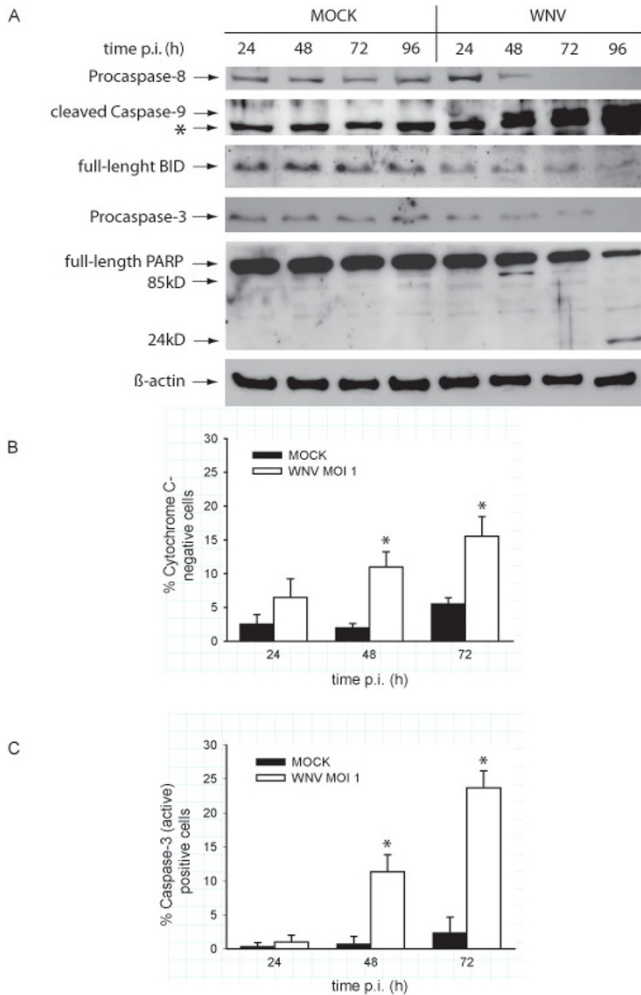 A
MOCK WNV
time p.i. (h) 24 48 72 96 24 48 72 96
Procaspase-8
cleaved Caspase-9
*
full-lenght BID
Procaspase-3
full-length PARP
85kD
24kD
ß-actin
B
% Cytochrome C-
negative cells
30
25
20
15
10
5
0
MOCK
WNV MOI 1
* *
24 48 72
time p.i. (h)
C
% Caspase-3 (active)
positive cells
30
25
20
15
10
5
0
MOCK
WNV MOI 1
* *
24 48 72
time p.i. (h)